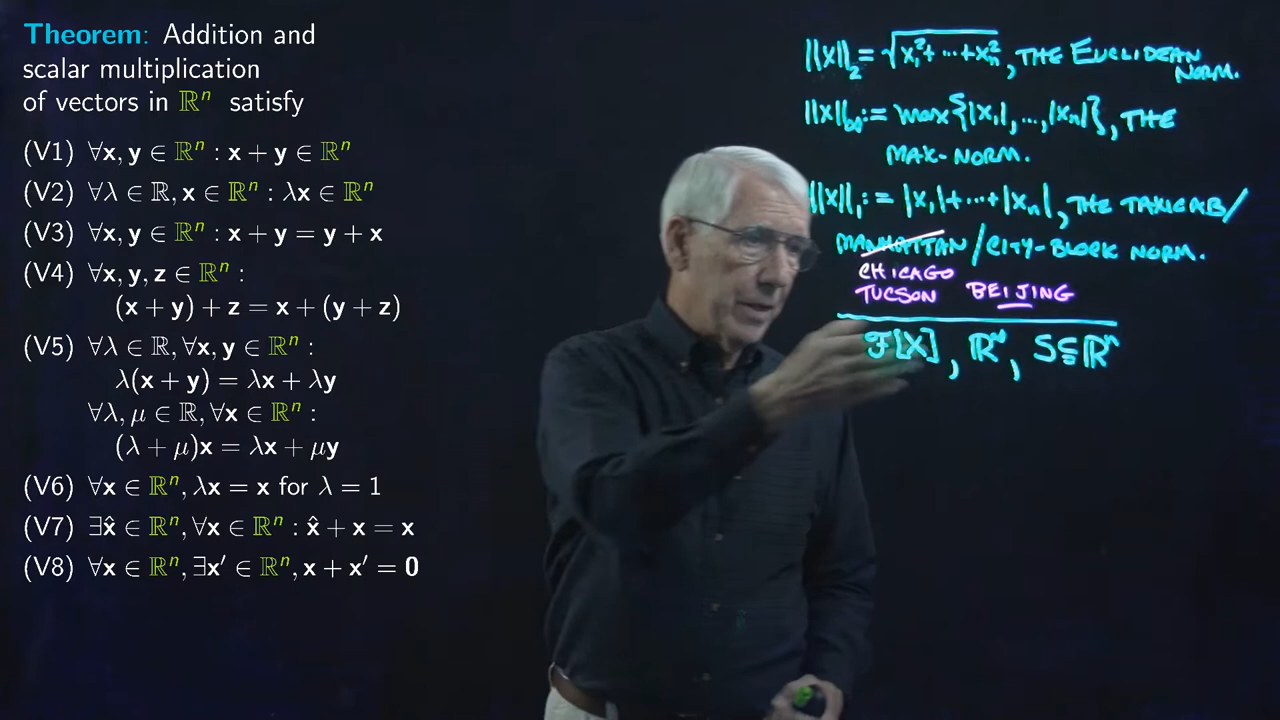 Theorem: Addition and
scalar multiplication
of vectors in ℝⁿ satisfy
(V1) ∀x, y ∈ ℝⁿ : x + y ∈ ℝⁿ
(V2) ∀λ ∈ ℝ, x ∈ ℝⁿ : λx ∈ ℝⁿ
(V3) ∀x, y ∈ ℝⁿ : x + y = y + x
(V4) ∀x, y, z ∈ ℝⁿ :
(x + y) + z = x + (y + z)
(V5) ∀λ ∈ ℝ, ∀x, y ∈ ℝⁿ :
λ(x + y) = λx + λy
∀λ, μ ∈ ℝ, ∀x ∈ ℝⁿ :
(λ + μ)x = λx + μy
(V6) ∀x ∈ ℝⁿ, λx = x for λ = 1
(V7) ∃x̂ ∈ ℝⁿ, ∀x ∈ ℝⁿ : x̂ + x = x
(V8) ∀x ∈ ℝⁿ, ∃x′ ∈ ℝⁿ, x + x′ = 0
||x||₂ = √(x₁² + ··· + xₙ²), THE EUCLIDEAN
NORM.
||x||∞ := max{|x₁|, ..., |xₙ|}, THE
MAX-NORM.
||x||₁ := |x₁| + ··· + |xₙ|, THE TAXICAB/
MANHATTAN /CITY-BLOCK NORM.
CHICAGO
TUCSON BEIJING
ℱ[X], ℝᴺ, S ⊆ ℝⁿ